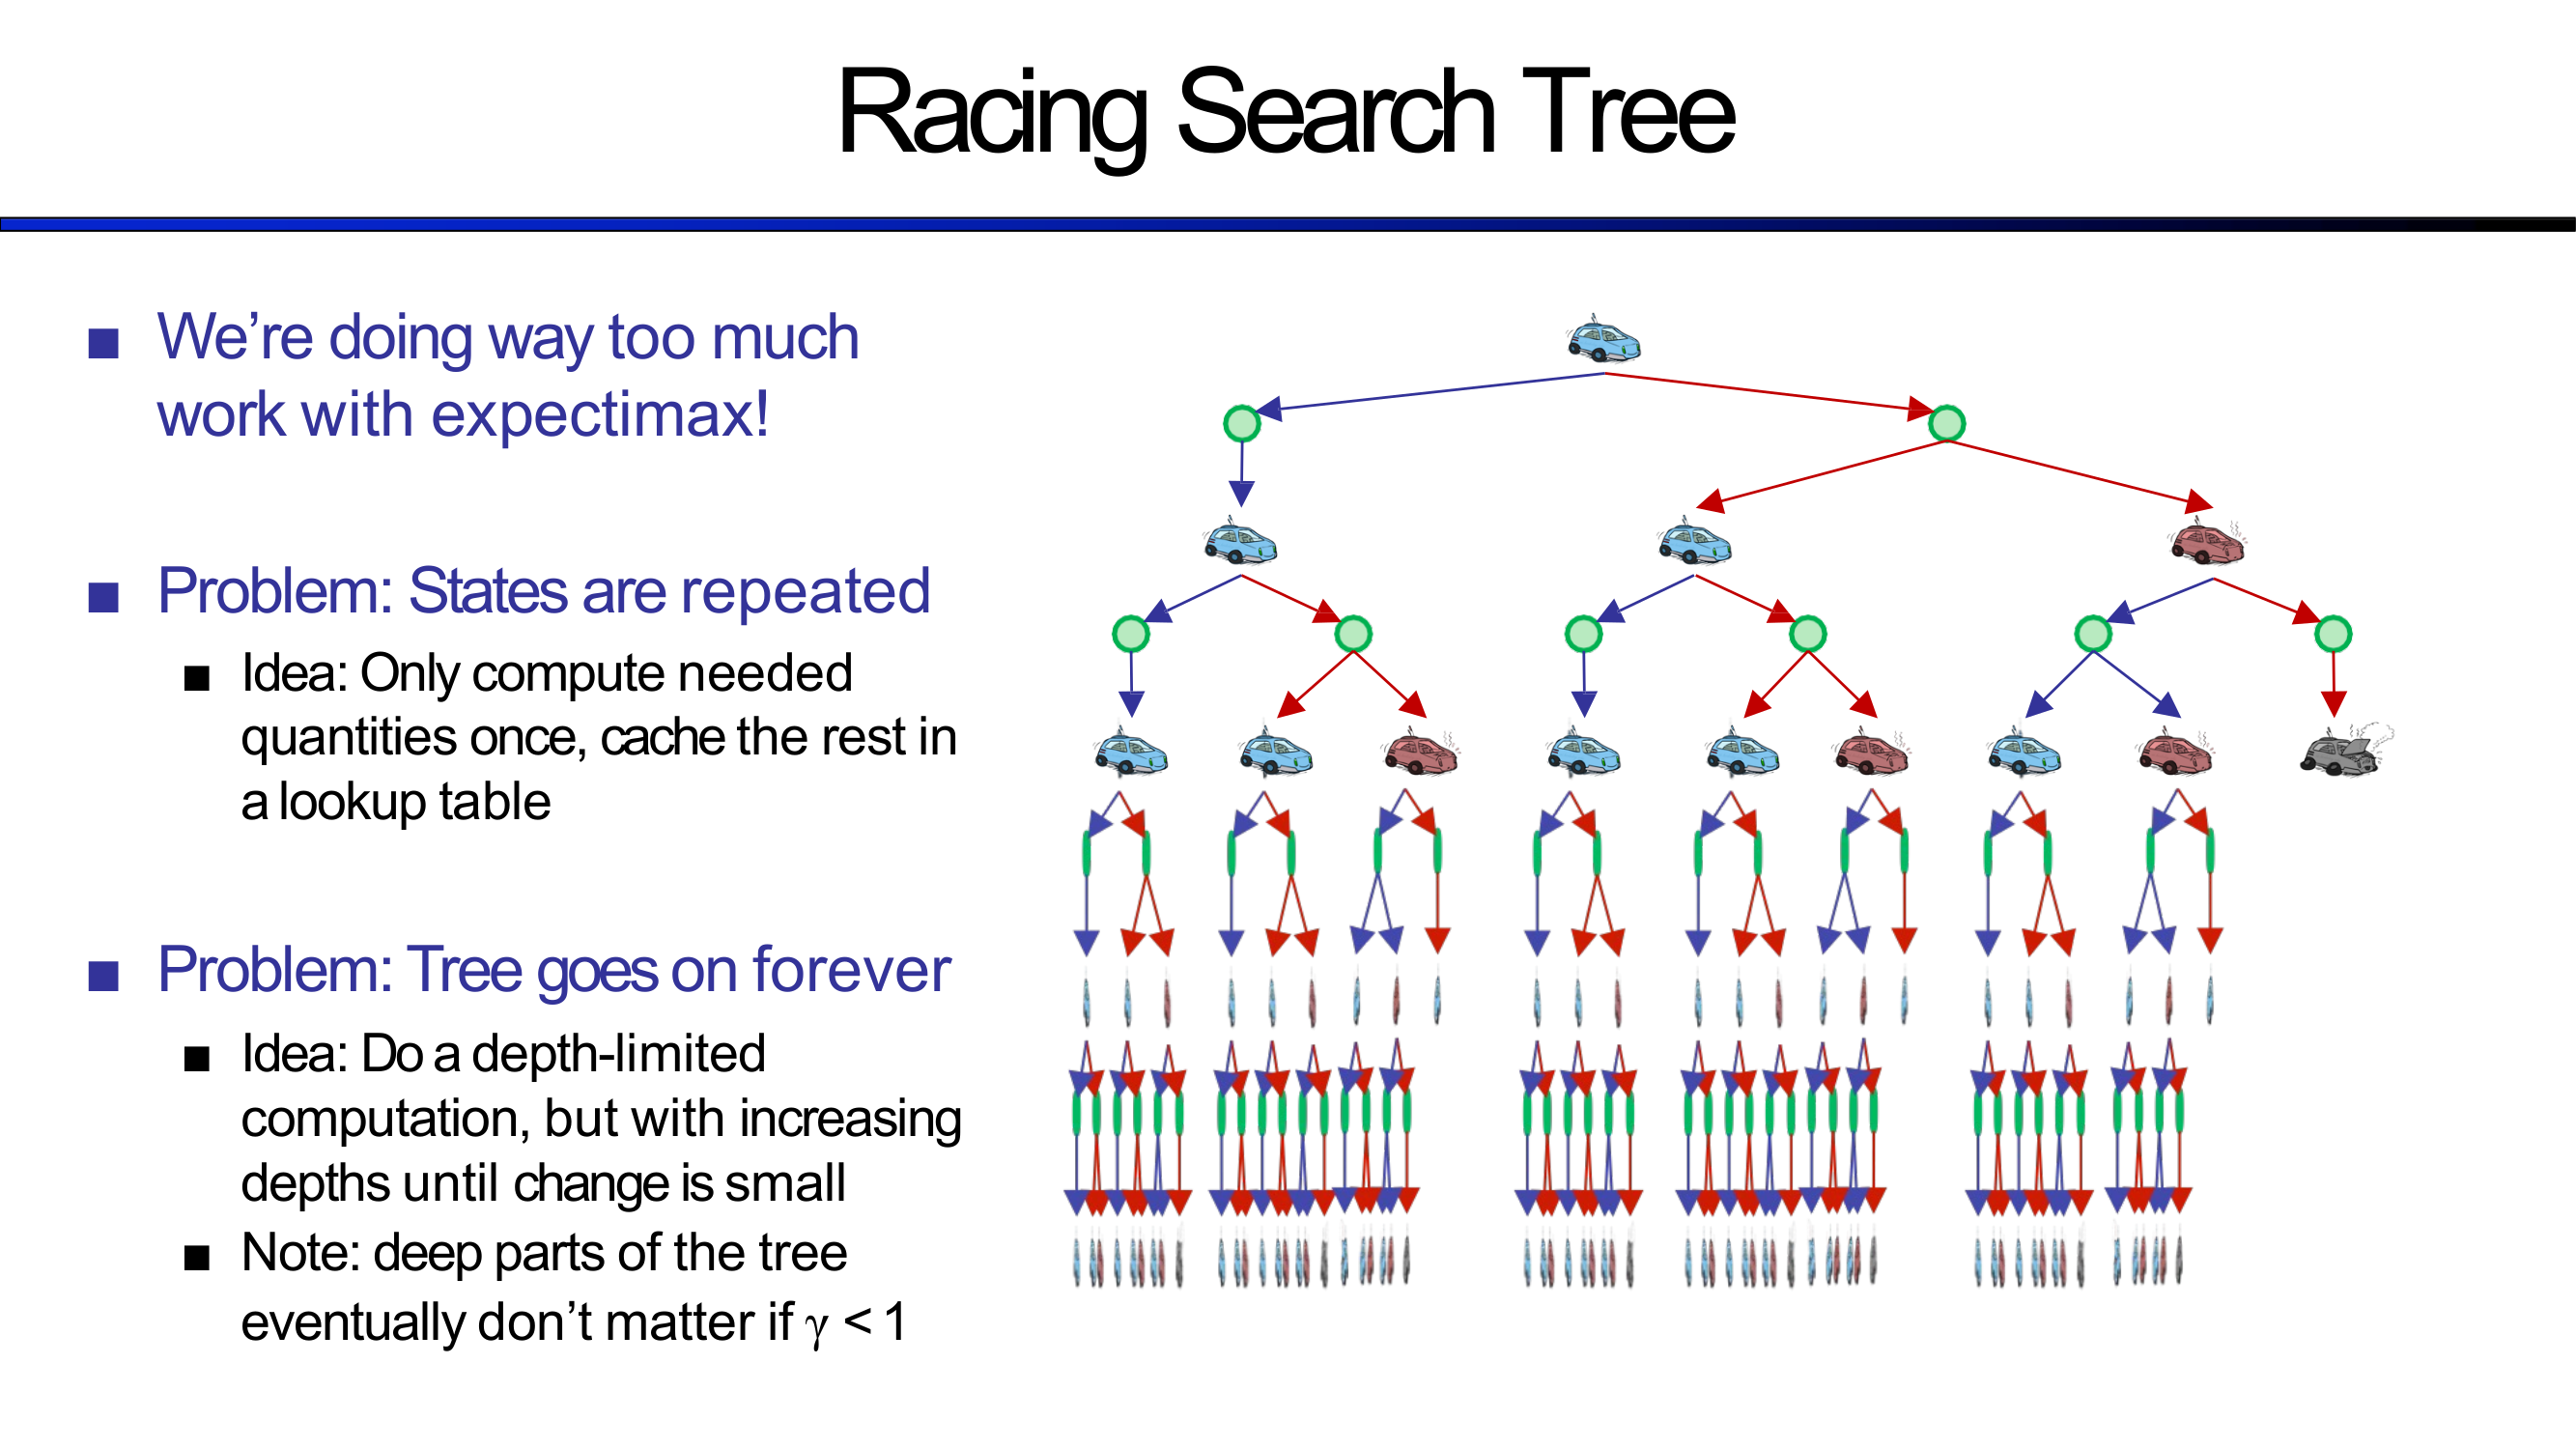 Racing Search Tree
■ We’re doing way too much
work with expectimax!
■ Problem: States are repeated
■ Idea: Only compute needed
quantities once, cache the rest in
a lookup table
■ Problem: Tree goes on forever
■ Idea: Do a depth-limited
computation, but with increasing
depths until change is small
■ Note: deep parts of the tree
eventually don’t matter if γ < 1